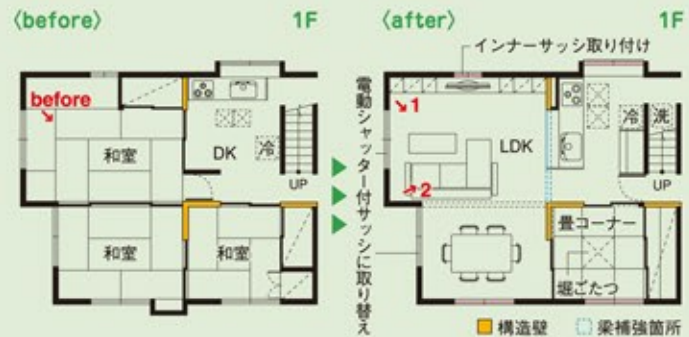 〈before〉
1F
before
和室
DK
冷
UP
和室
和室
電動シャッター付サッシに取り替え
〈after〉
1F
インナーサッシ取り付け
1
LDK
冷
洗
2
UP
畳コーナー
堀ごたつ
構造壁
梁補強箇所